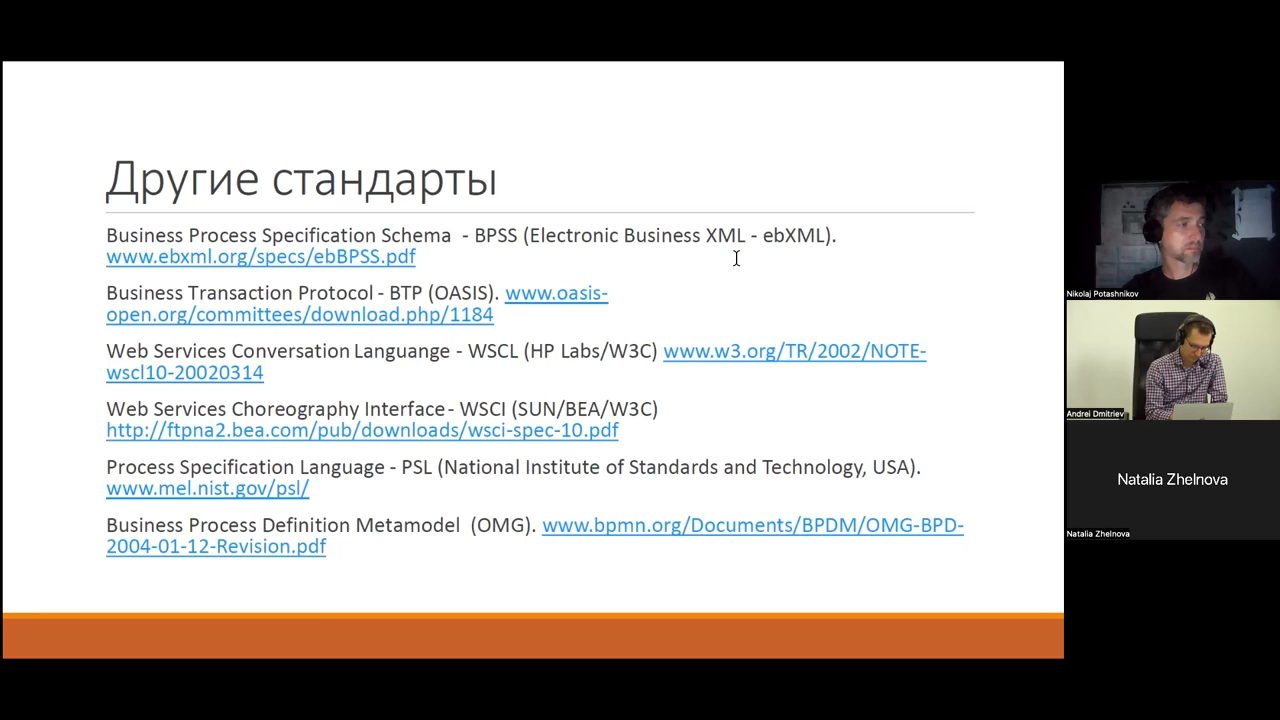 Другие стандарты
Business Process Specification Schema  - BPSS (Electronic Business XML - ebXML).
www.ebxml.org/specs/ebBPSS.pdf
Business Transaction Protocol - BTP (OASIS). www.oasis-
open.org/committees/download.php/1184
Web Services Conversation Languange - WSCL (HP Labs/W3C) www.w3.org/TR/2002/NOTE-
wscl10-20020314
Web Services Choreography Interface - WSCI (SUN/BEA/W3C)
http://ftpna2.bea.com/pub/downloads/wsci-spec-10.pdf
Process Specification Language - PSL (National Institute of Standards and Technology, USA).
www.mel.nist.gov/psl/
Business Process Definition Metamodel  (OMG). www.bpmn.org/Documents/BPDM/OMG-BPD-
2004-01-12-Revision.pdf
Nikolaj Potashnikov
Andrei Dmitriev
Natalia Zhelnova
Natalia Zhelnova